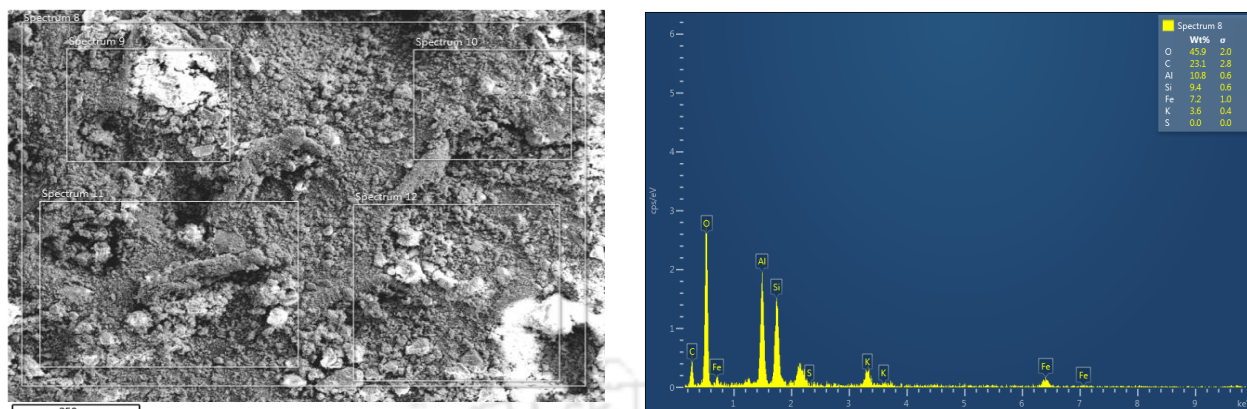 Spectrum 8
Spectrum 9
Spectrum 10
Spectrum 11
Spectrum 12
Spectrum 8
Wt% σ
O 45.9 2.0
C 23.1 2.8
Al 10.8 0.6
Si 9.4 0.6
Fe 7.2 1.0
K 3.6 0.4
S 0.0 0.0
cps/eV
6
5
4
3
2
1
0
C
O
Fe
Al
Si
S
K
K
Fe
Fe
1 2 3 4 5 6 7 8 9